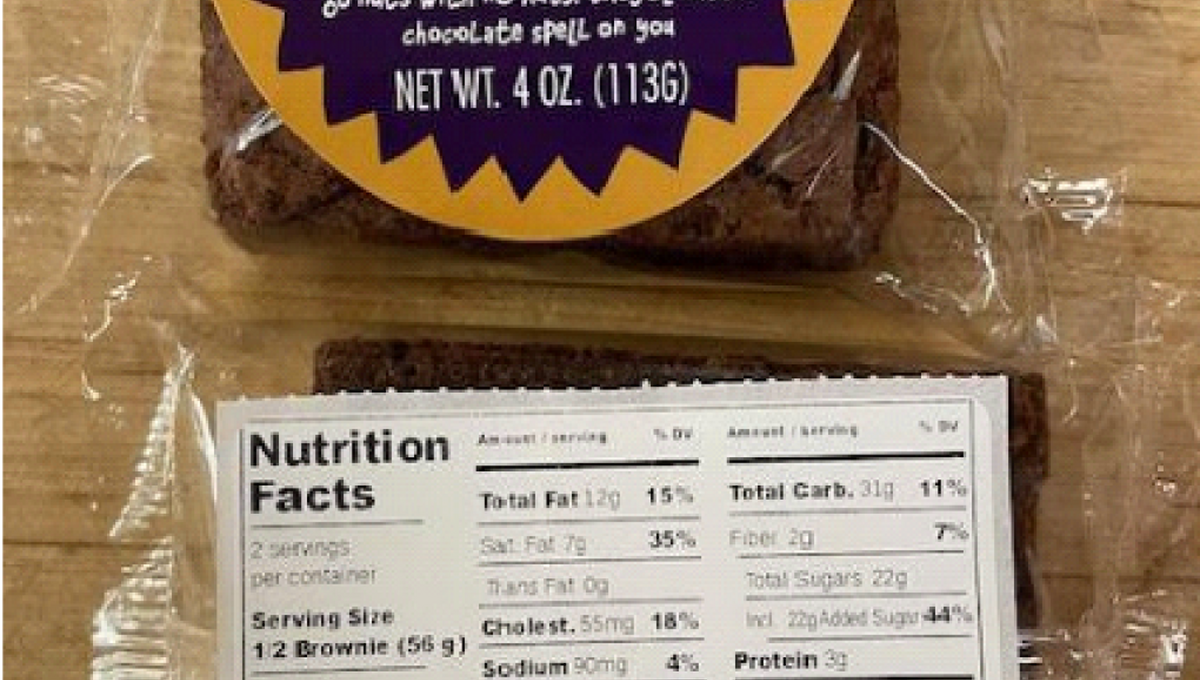 chocolate spell on you
NET WT. 4 OZ. (113G)
Nutrition
Facts
2 servings
per container
Serving Size
1/2 Brownie (56 g)
Amount / serving % DV
Total Fat 12g 15%
Sat. Fat 7g 35%
Trans Fat 0g
Cholest. 55mg 18%
Sodium 90mg 4%
Amount / serving % DV
Total Carb. 31g 11%
Fiber 2g 7%
Total Sugars 22g
Incl. 22g Added Sugar 44%
Protein 3g